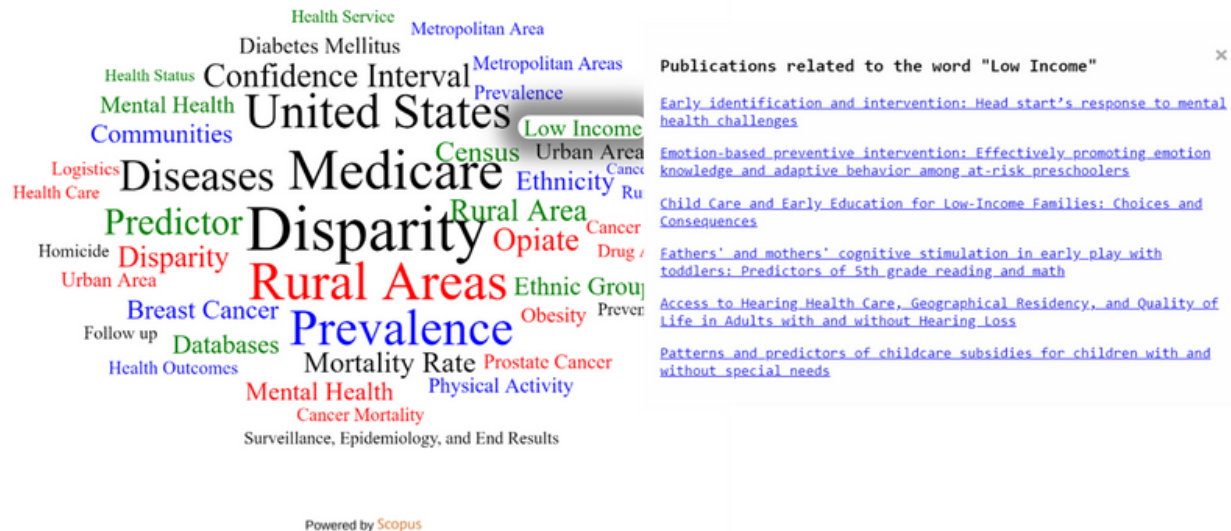 Health Service
Metropolitan Area
Diabetes Mellitus
Metropolitan Areas
Health Status
Confidence Interval
Prevalence
Mental Health
United States
Low Income
Communities
Census
Urban Area
Logistics
Diseases
Medicare
Ethnicity
Health Care
Predictor
Rural Area
Disparity
Opiate
Cancer
Homicide
Disparity
Drug
Urban Area
Rural Areas
Ethnic
Breast Cancer
Prevalence
Obesity
Follow up
Databases
Health Outcomes
Mortality Rate
Prostate Cancer
Mental Health
Physical Activity
Cancer Mortality
Surveillance, Epidemiology, and End Results
Powered by Scopus
×
Publications related to the word "Low Income"
Early identification and intervention: Head start's response to mental
health challenges
Emotion-based preventive intervention: Effectively promoting emotion
knowledge and adaptive behavior among at-risk preschoolers
Child Care and Early Education for Low-Income Families: Choices and
Consequences
Fathers' and mothers' cognitive stimulation in early play with
toddlers: Predictors of 5th grade reading and math
Access to Hearing Health Care, Geographical Residency, and Quality of
Life in Adults with and without Hearing Loss
Patterns and predictors of childcare subsidies for children with and
without special needs